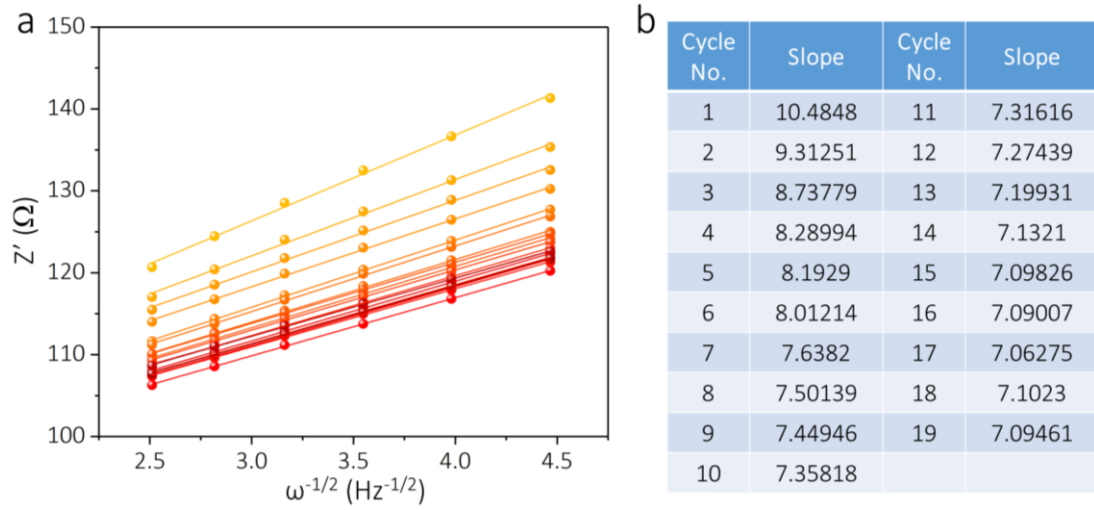 a
150
140
130
120
110
100
Z′ (Ω)
2.5 3.0 3.5 4.0 4.5
ω-1/2 (Hz-1/2)
b
Cycle No. Slope Cycle No. Slope
1 10.4848 11 7.31616
2 9.31251 12 7.27439
3 8.73779 13 7.19931
4 8.28994 14 7.1321
5 8.1929 15 7.09826
6 8.01214 16 7.09007
7 7.6382 17 7.06275
8 7.50139 18 7.1023
9 7.44946 19 7.09461
10 7.35818